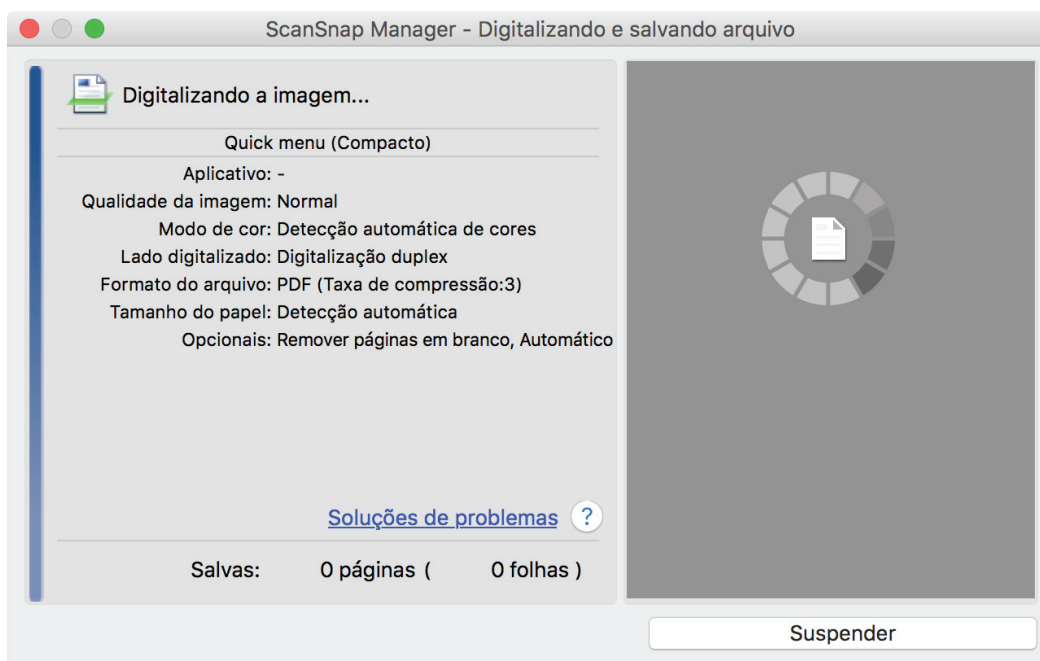 ScanSnap Manager - Digitalizando e salvando arquivo
Digitalizando a imagem...
Quick menu (Compacto)
Aplicativo: -
Qualidade da imagem: Normal
Modo de cor: Detecção automática de cores
Lado digitalizado: Digitalização duplex
Formato do arquivo: PDF (Taxa de compressão:3)
Tamanho do papel: Detecção automática
Opcionais: Remover páginas em branco, Automático
Soluções de problemas ?
Salvas: 0 páginas ( 0 folhas )
Suspender